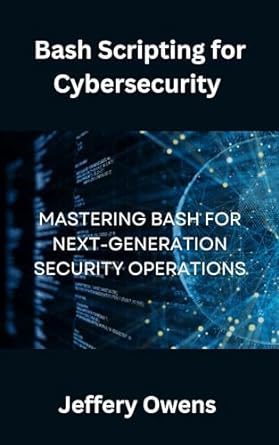 Bash Scripting for
Cybersecurity
MASTERING BASH FOR
NEXT-GENERATION
SECURITY OPERATIONS.
Jeffery Owens